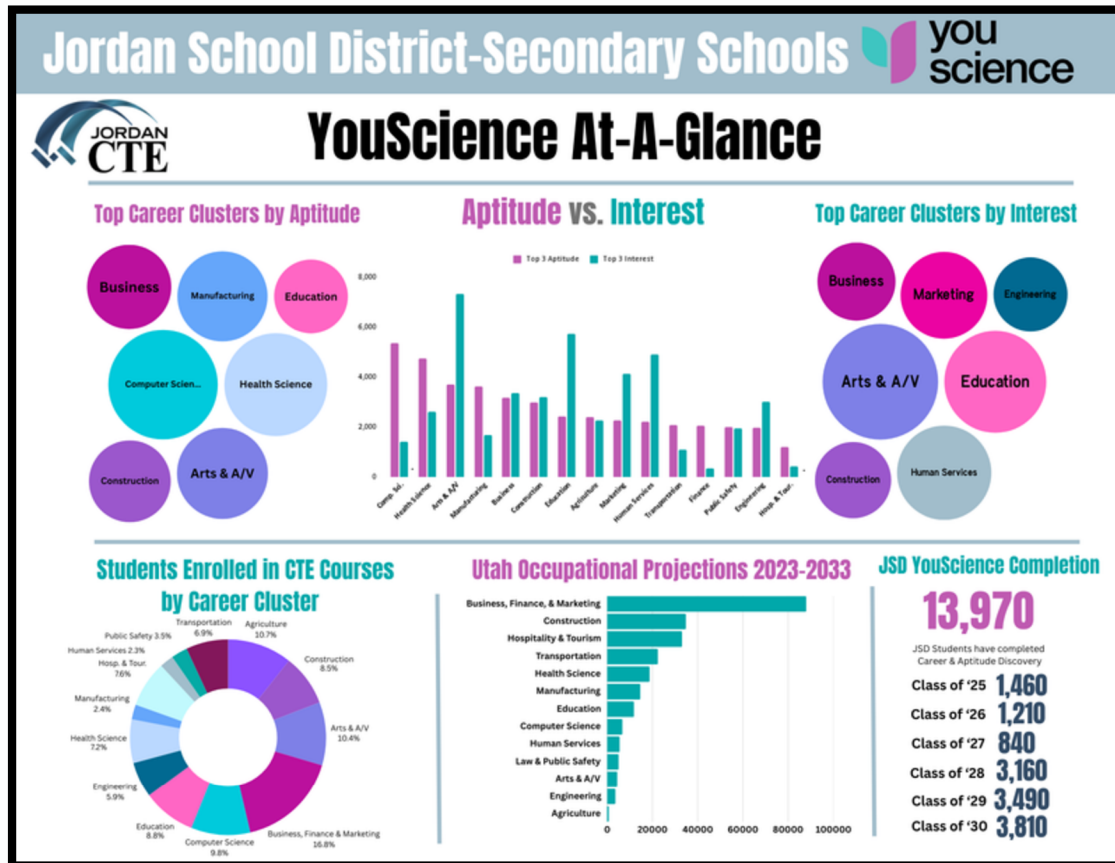 Jordan School District-Secondary Schools
you
science
JORDAN
CTE
YouScience At-A-Glance
Top Career Clusters by Aptitude
Business
Manufacturing
Education
Computer Scien...
Health Science
Construction
Arts & A/V
Aptitude vs. Interest
Top 3 Aptitude
Top 3 Interest
8,000
6,000
4,000
2,000
0
Comp. Sci..
Health Science
Arts & A/V
Manufacturing
Business
Construction
Education
Agriculture
Marketing
Human Services
Transportation
Finance
Public Safety
Engineering
Hosp. & Tour..
Top Career Clusters by Interest
Business
Marketing
Engineering
Arts & A/V
Education
Construction
Human Services
Students Enrolled in CTE Courses
by Career Cluster
Transportation
6.9%
Agriculture
10.7%
Public Safety 3.5%
Human Services 2.3%
Hosp. & Tour.
7.6%
Construction
8.5%
Manufacturing
2.4%
Arts & A/V
10.4%
Health Science
7.2%
Engineering
5.9%
Education
8.8%
Computer Science
9.8%
Business, Finance & Marketing
16.8%
Utah Occupational Projections 2023-2033
Business, Finance, & Marketing
Construction
Hospitality & Tourism
Transportation
Health Science
Manufacturing
Education
Computer Science
Human Services
Law & Public Safety
Arts & A/V
Engineering
Agriculture
0 20000 40000 60000 80000 100000
JSD YouScience Completion
13,970
JSD Students have completed
Career & Aptitude Discovery
Class of ‘25 1,460
Class of ‘26 1,210
Class of ‘27 840
Class of ‘28 3,160
Class of ‘29 3,490
Class of ‘30 3,810